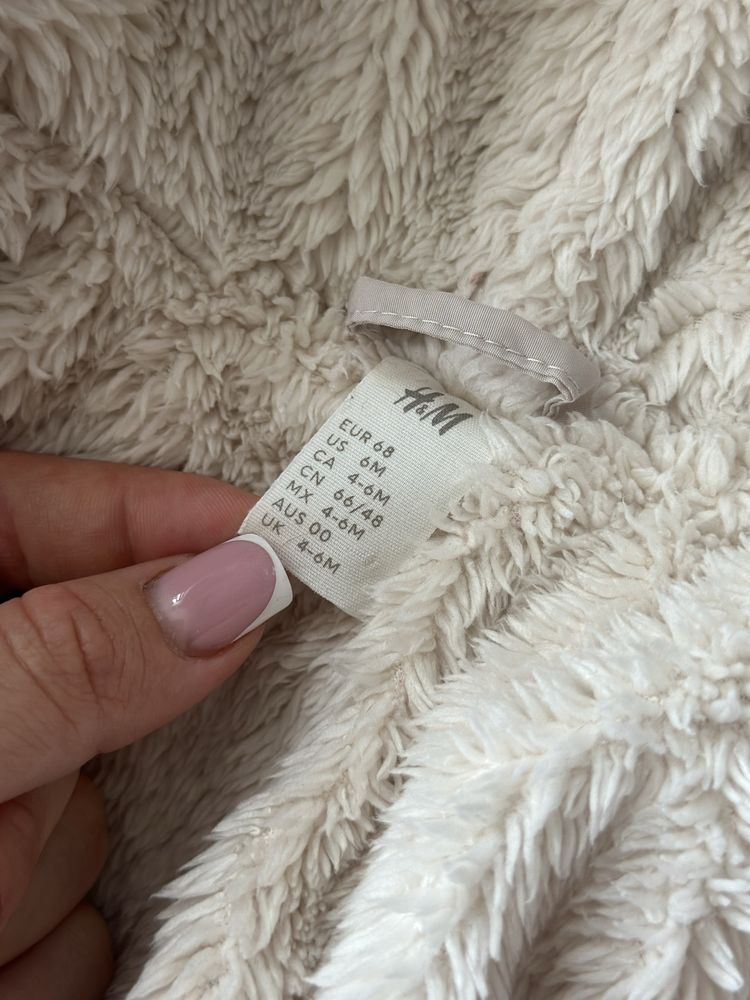 H&M
EUR 68
US 6M
CA 4-6M
CN 66/48
MX 4-6M
AUS 00
UK 4-6M